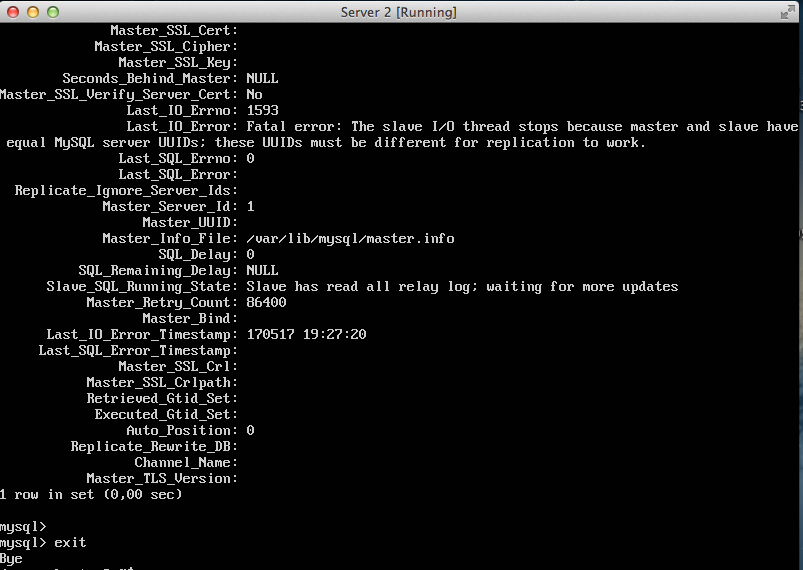 Server 2 [Running]
Master_SSL_Cert:
Master_SSL_Cipher:
Master_SSL_Key:
Seconds_Behind_Master: NULL
Master_SSL_Verify_Server_Cert: No
Last_IO_Errno: 1593
Last_IO_Error: Fatal error: The slave I/O thread stops because master and slave have
equal MySQL server UUIDs; these UUIDs must be different for replication to work.
Last_SQL_Errno: 0
Last_SQL_Error:
Replicate_Ignore_Server_Ids:
Master_Server_Id: 1
Master_UUID:
Master_Info_File: /var/lib/mysql/master.info
SQL_Delay: 0
SQL_Remaining_Delay: NULL
Slave_SQL_Running_State: Slave has read all relay log; waiting for more updates
Master_Retry_Count: 86400
Master_Bind:
Last_IO_Error_Timestamp: 170517 19:27:20
Last_SQL_Error_Timestamp:
Master_SSL_Crl:
Master_SSL_Crlpath:
Retrieved_Gtid_Set:
Executed_Gtid_Set:
Auto_Position: 0
Replicate_Rewrite_DB:
Channel_Name:
Master_TLS_Version:
1 row in set (0,00 sec)
mysql>
mysql> exit
Bye